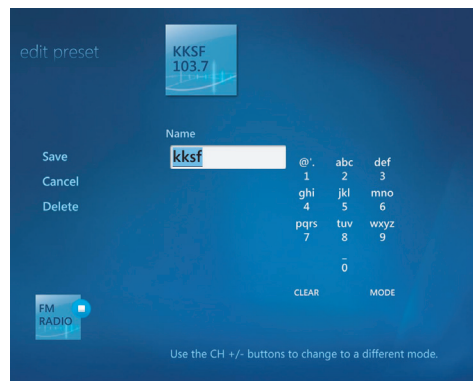 edit preset
KKSF
103.7
Name
kksf
Save
Cancel
Delete
@'. abc def
1 2 3
ghi jkl mno
4 5 6
pqrs tuv wxyz
7 8 9
_
0
CLEAR MODE
FM
RADIO
Use the CH +/- buttons to change to a different mode.